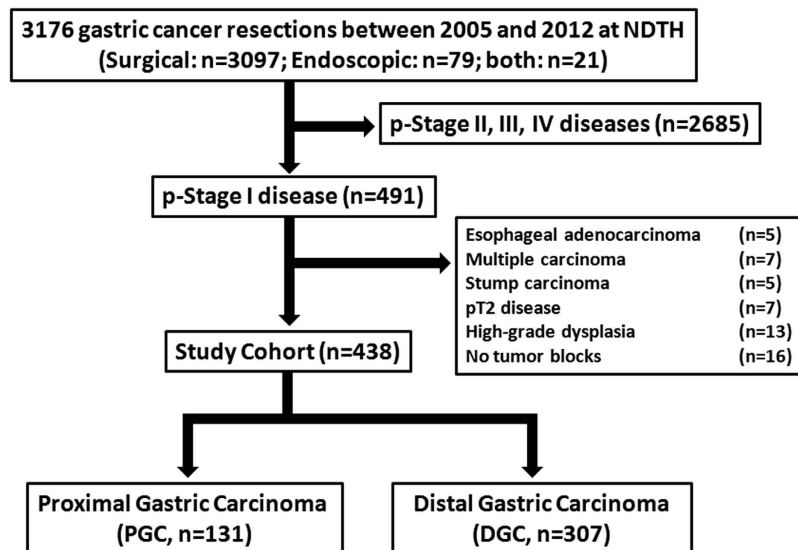 3176 gastric cancer resections between 2005 and 2012 at NDTH
(Surgical: n=3097; Endoscopic: n=79; both: n=21)
p-Stage II, III, IV diseases (n=2685)
p-Stage I disease (n=491)
Esophageal adenocarcinoma (n=5)
Multiple carcinoma (n=7)
Stump carcinoma (n=5)
pT2 disease (n=7)
High-grade dysplasia (n=13)
No tumor blocks (n=16)
Study Cohort (n=438)
Proximal Gastric Carcinoma
(PGC, n=131)
Distal Gastric Carcinoma
(DGC, n=307)